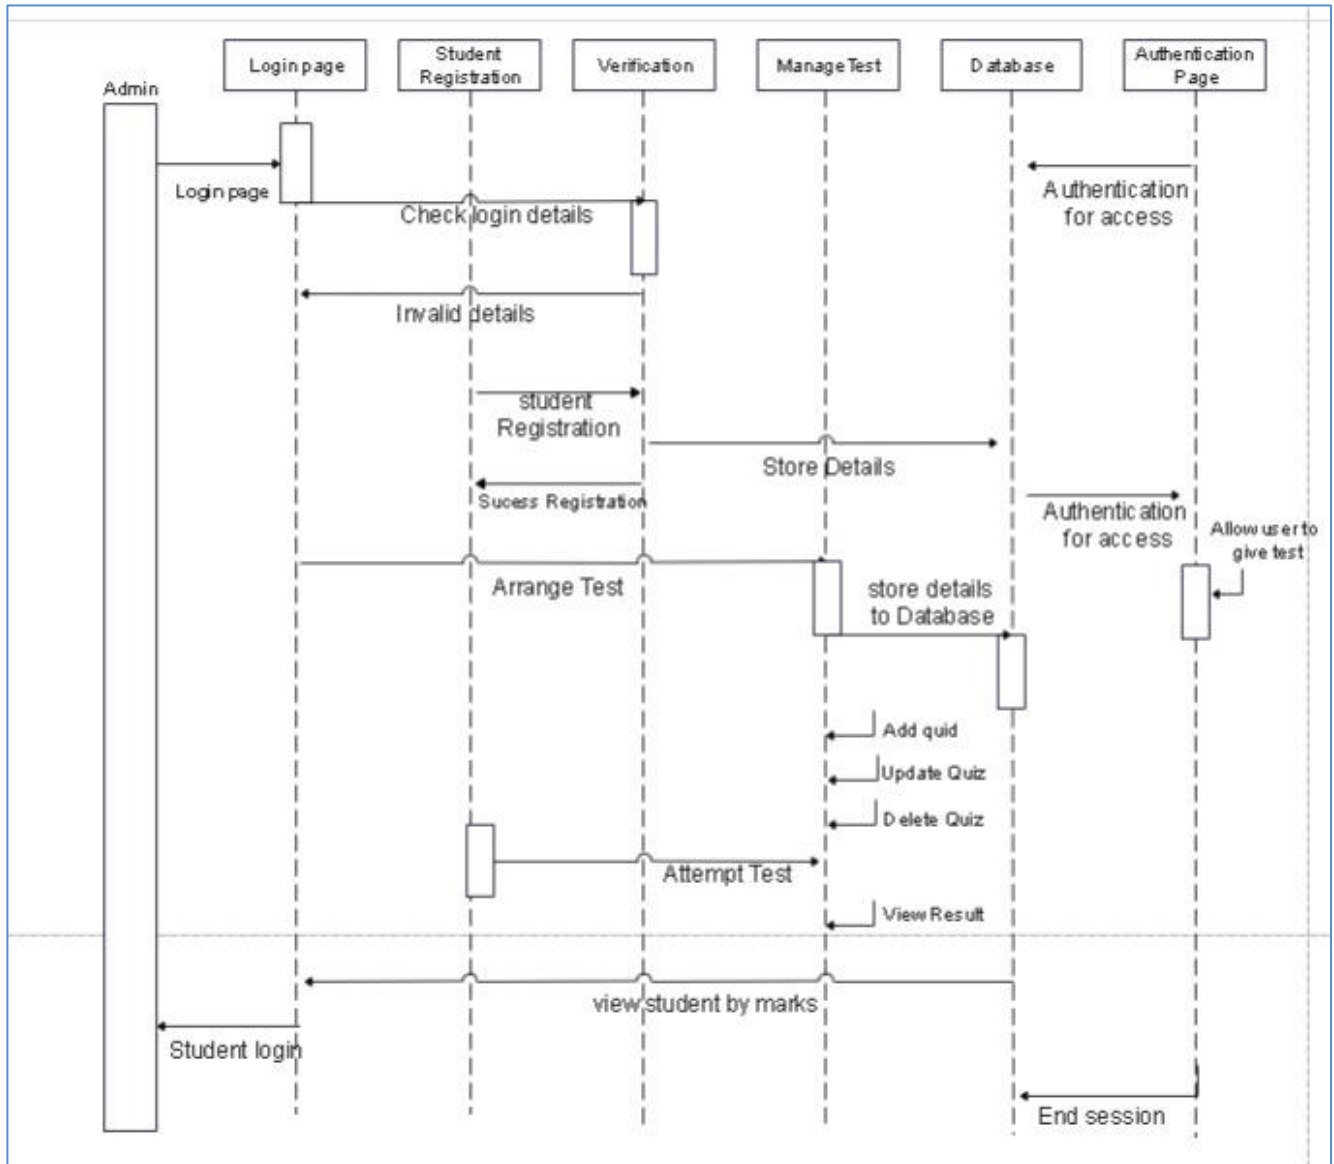 Login page
Student
Registration
Verification
Manage Test
Database
Authentication
Page
Admin
Login page
Authentication
for access
Check login details
Invalid details
student
Registration
Store Details
Sucess Registration
Authentication
for access
Allow user to
give test
Arrange Test
store details
to Database
Add quid
Update Quiz
Delete Quiz
Attempt Test
View Result
view student by marks
Student login
End session